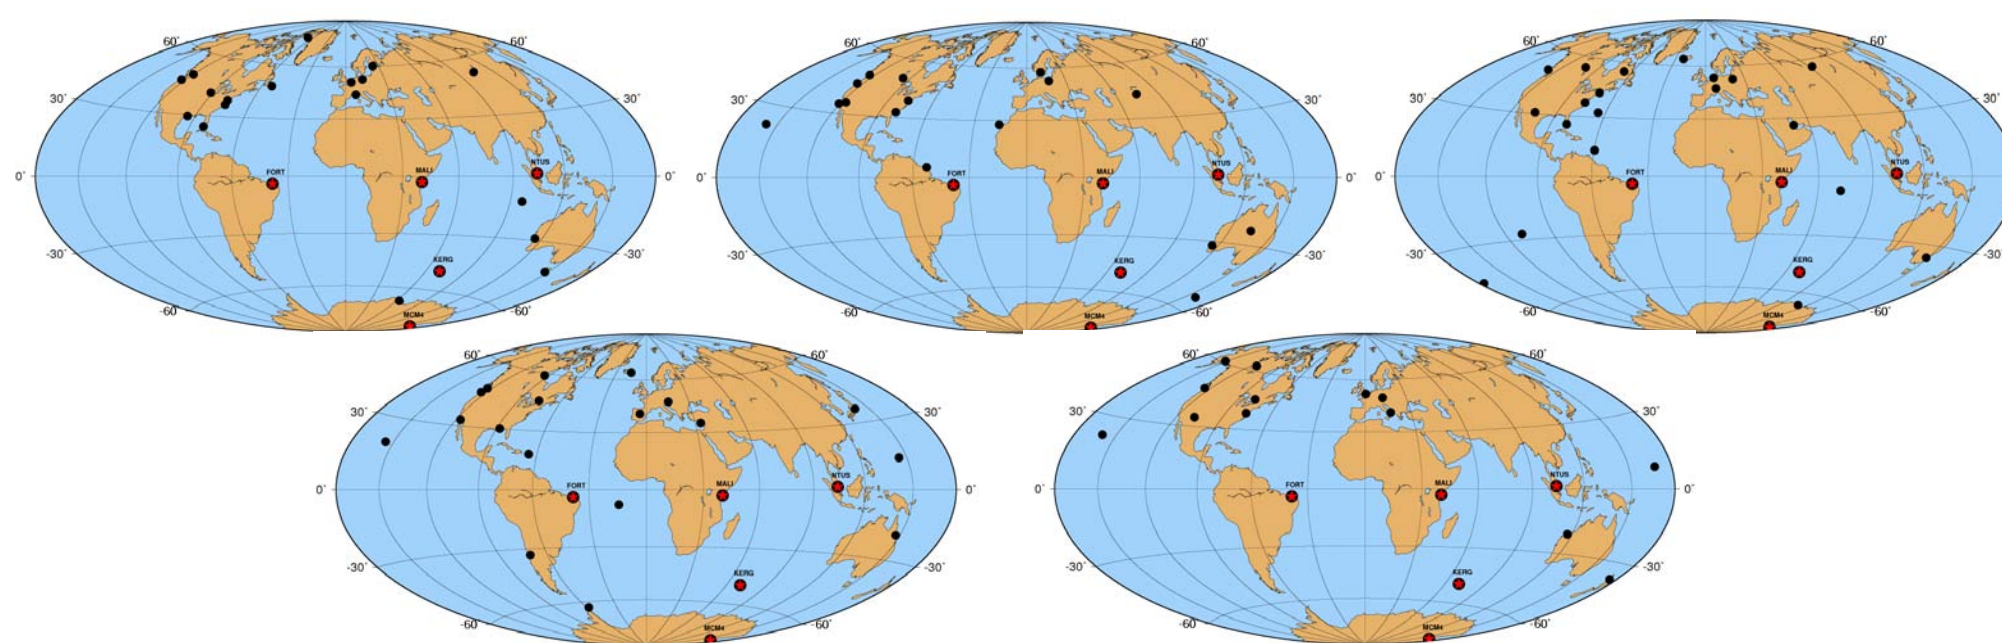 60˚ 60˚ 60˚ 60˚ 60˚ 60˚
30˚ 30˚ 30˚ 30˚ 30˚ 30˚
NTUS NTUS NTUS
FORT MALI FORT MALI FORT MALI
0˚ 0˚ 0˚ 0˚ 0˚
KERG KERG KERG
-30˚ -30˚ -30˚ -30˚ -30˚ -30˚
-60˚ -60˚ -60˚ -60˚ -60˚ -60˚
MCM4 MCM4 MCM4
60˚ 60˚ 60˚ 60˚
30˚ 30˚ 30˚ 30˚
NTUS NTUS
FORT MALI FORT MALI
0˚ 0˚ 0˚ 0˚
KERG KERG
-30˚ -30˚ -30˚ -30˚
-60˚ -60˚ -60˚ -60˚
MCM4 MCM4